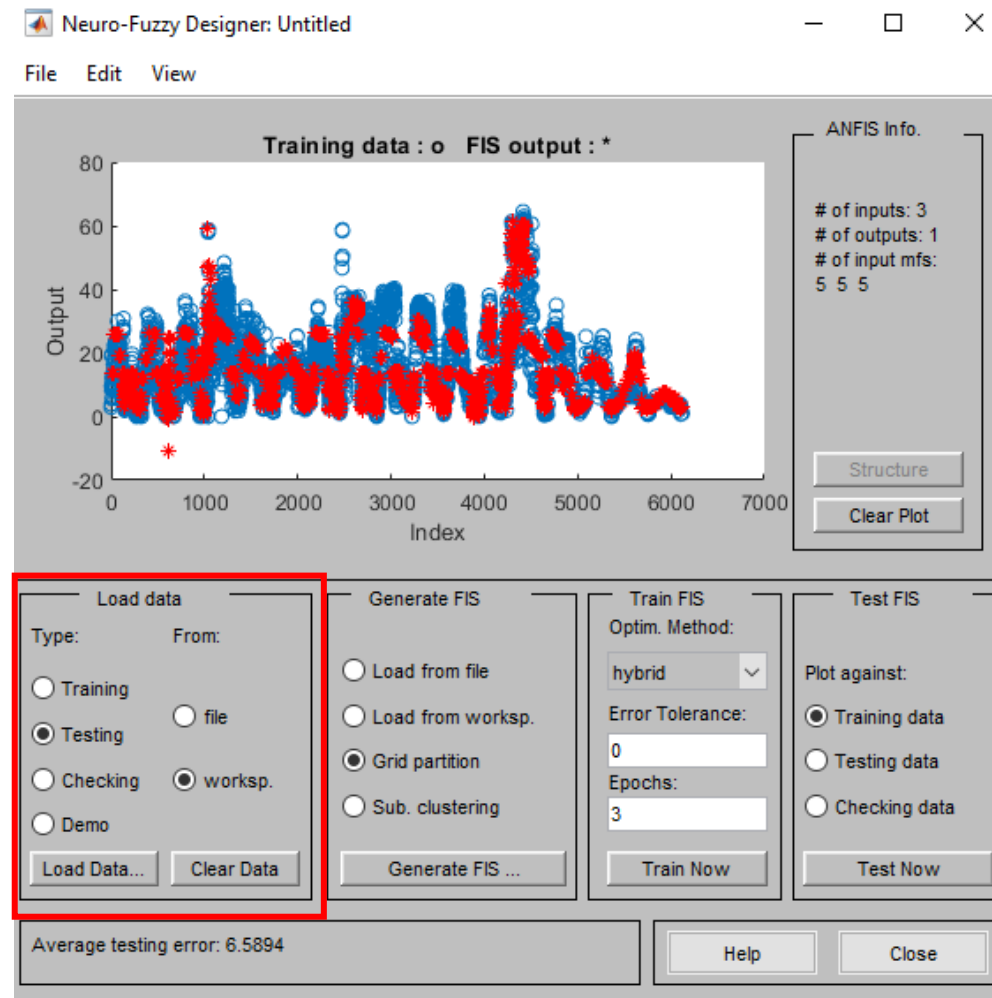 Neuro-Fuzzy Designer: Untitled
File Edit View
Training data : o FIS output : *
80
60
40
20
0
-20
Output
0 1000 2000 3000 4000 5000 6000 7000
Index
ANFIS Info.
# of inputs: 3
# of outputs: 1
# of input mfs:
5 5 5
Structure
Clear Plot
Load data
Type: From:
Training
Testing
Checking
Demo
file
worksp.
Load Data... Clear Data
Generate FIS
Load from file
Load from worksp.
Grid partition
Sub. clustering
Generate FIS ...
Train FIS
Optim. Method:
hybrid
Error Tolerance:
0
Epochs:
3
Train Now
Test FIS
Plot against:
Training data
Testing data
Checking data
Test Now
Average testing error: 6.5894
Help Close